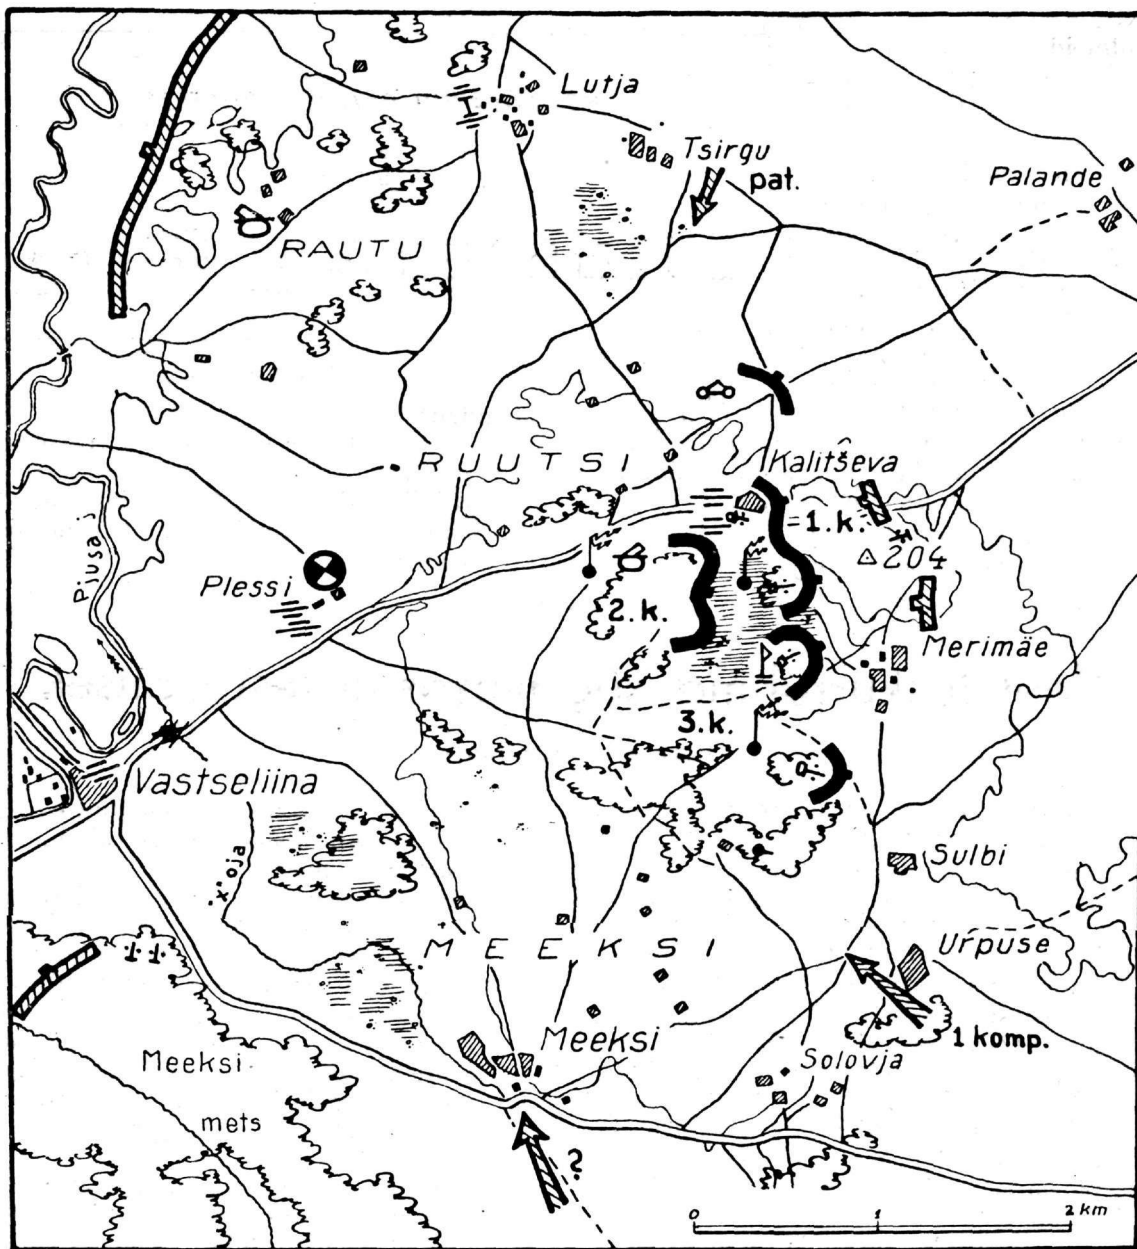 Lutja
Tsirgu
pat.
Palande
RAUTU
RUUTSI
Kalitševa
1.k.
204
Piusa j.
Plessi
2.k.
Merimäe
3.k.
Vastseliina
"x" oja
Sulbi
MEEKSI
Urpuse
Meeksi
1 komp.
Solovja
Meeksi
mets
?
0 1 2 km